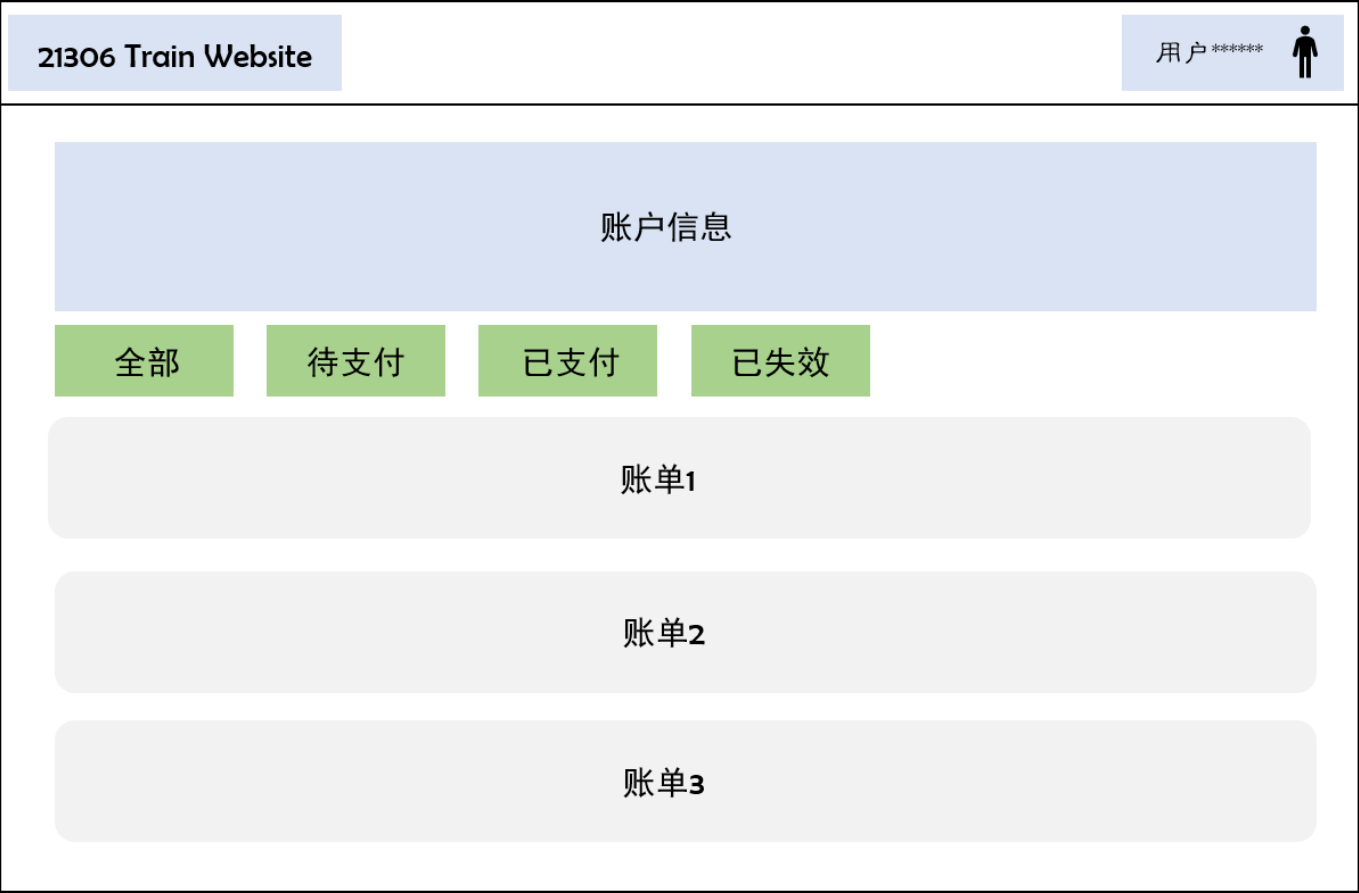 21306 Train Website
用户******
账户信息
全部 待支付 已支付 已失效
账单1
账单2
账单3